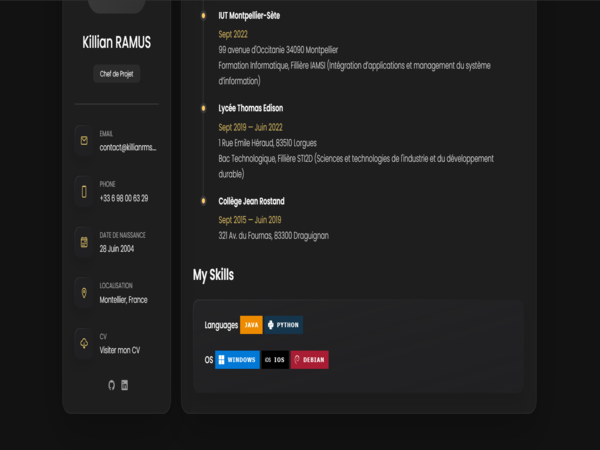 Killian RAMUS
Chef de Projet
EMAIL
contact@killianrms...
PHONE
+33 6 98 00 63 29
DATE DE NAISSANCE
28 Juin 2004
LOCALISATION
Montellier, France
CV
Visiter mon CV
IUT Montpellier-Sète
Sept 2022
99 avenue d'Occitanie 34090 Montpellier
Formation Informatique, Fillière IAMSI (Intégration d'applications et management du système
d'information)
Lycée Thomas Edison
Sept 2019 — Juin 2022
1 Rue Emile Héraud, 83510 Lorgues
Bac Technologique, Fillière STI2D (Sciences et technologies de l'industrie et du développement
durable)
Collège Jean Rostand
Sept 2015 — Juin 2019
321 Av. du Fournas, 83300 Draguignan
My Skills
Languages JAVA PYTHON
OS WINDOWS iOS IOS DEBIAN